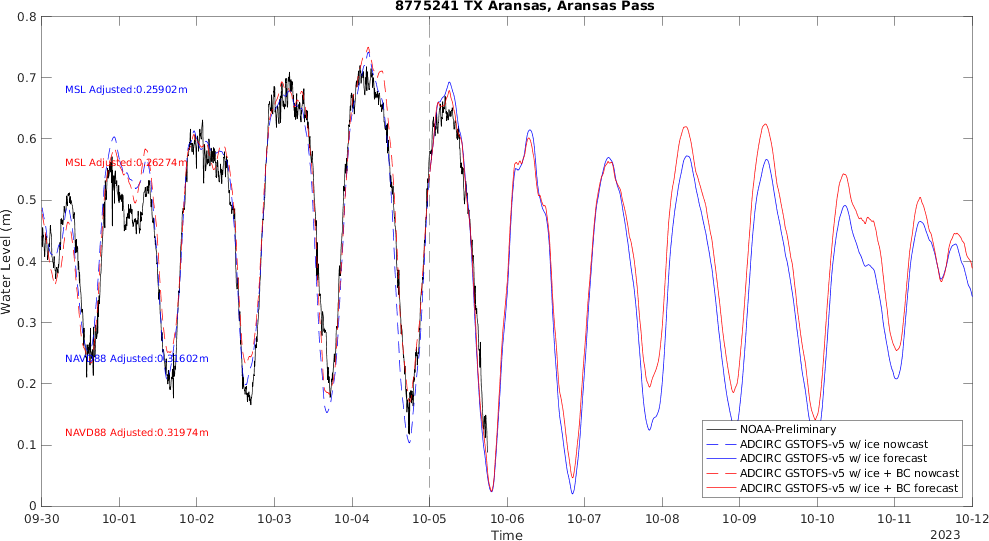 8775241 TX Aransas, Aransas Pass
Water Level (m)
0.8
0.7
0.6
0.5
0.4
0.3
0.2
0.1
0
MSL Adjusted:0.25902m
MSL Adjusted:0.26274m
NAVD88 Adjusted:0.31602m
NAVD88 Adjusted:0.31974m
NOAA-Preliminary
ADCIRC GSTOFS-v5 w/ ice nowcast
ADCIRC GSTOFS-v5 w/ ice forecast
ADCIRC GSTOFS-v5 w/ ice + BC nowcast
ADCIRC GSTOFS-v5 w/ ice + BC forecast
09-30 10-01 10-02 10-03 10-04 10-05 10-06 10-07 10-08 10-09 10-10 10-11 10-12
Time
2023